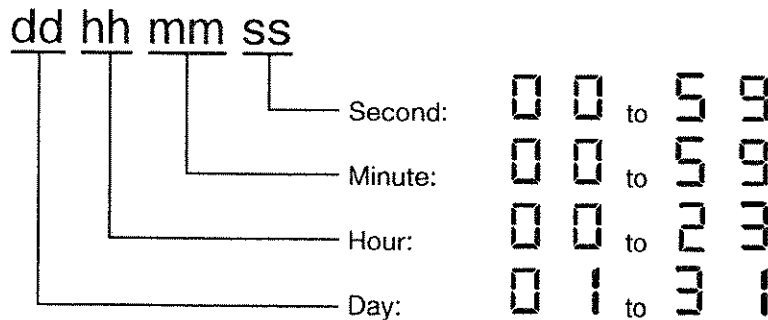 dd hh mm ss
Second: 00 to 59
Minute: 00 to 59
Hour: 00 to 23
Day: 01 to 31